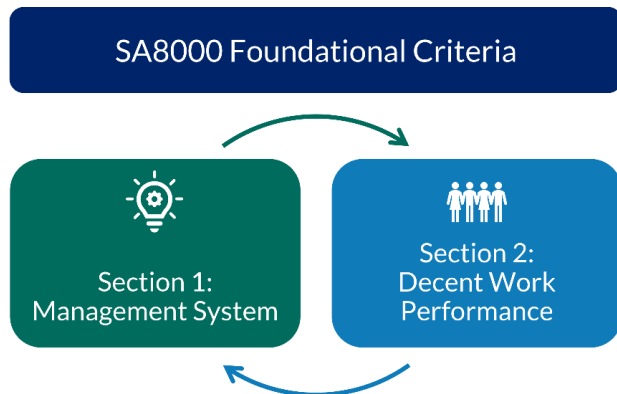 SA8000 Foundational Criteria
Section 1:
Management System
Section 2:
Decent Work
Performance